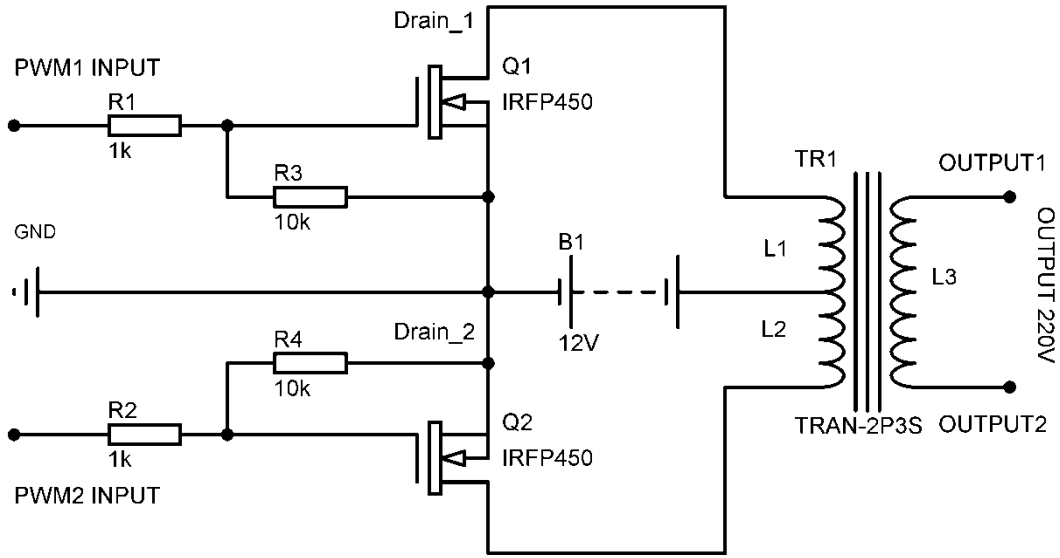 Drain_1
PWM1 INPUT
Q1
IRFP450
R1
1k
R3
10k
TR1
OUTPUT1
GND
B1
12V
L1
L2
L3
OUTPUT 220V
Drain_2
R4
10k
R2
1k
Q2
IRFP450
TRAN-2P3S
OUTPUT2
PWM2 INPUT